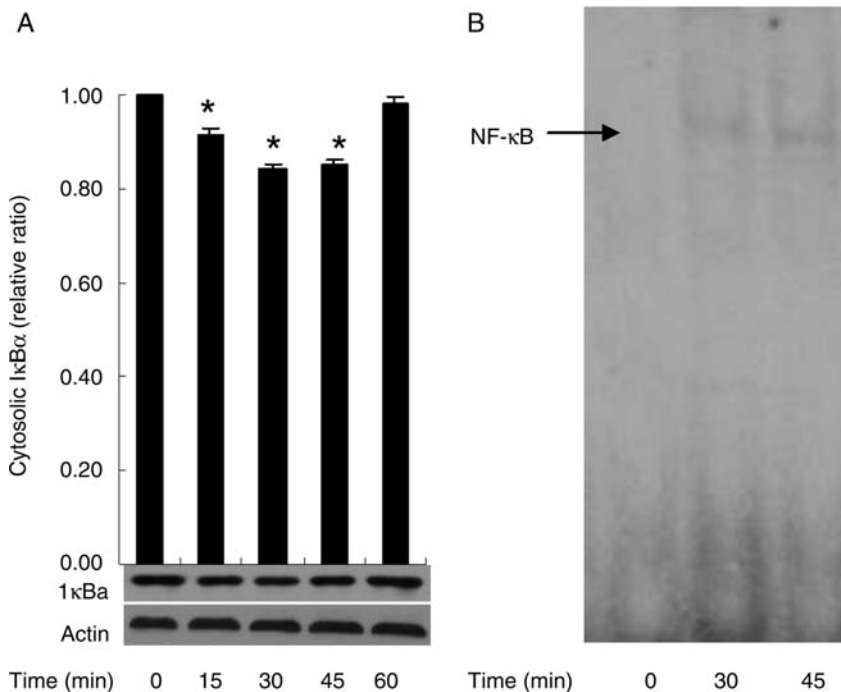 A
Cytosolic IκBα (relative ratio)
1.00
0.80
0.60
0.40
0.20
0.00
*
*
*
1κBa
Actin
Time (min) 0 15 30 45 60
B
NF-κB
Time (min) 0 30 45